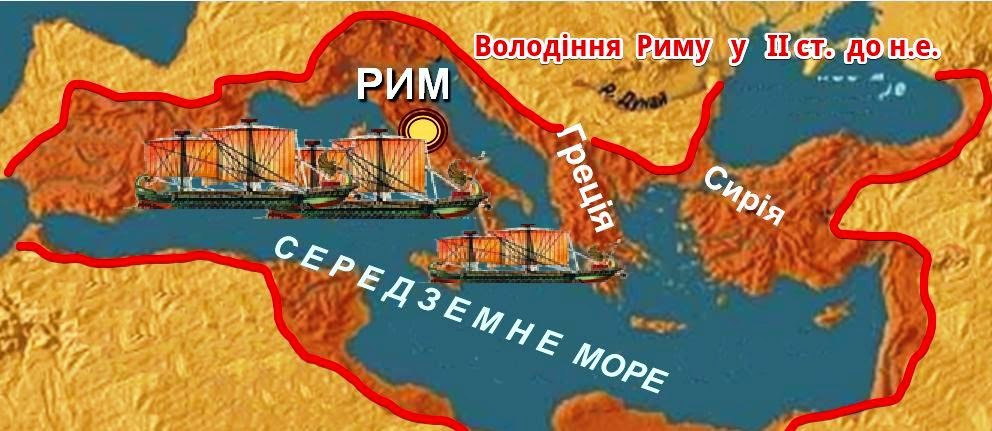 Володіння Риму у II ст. до н.е.
РИМ
р. Дунай
Греція
Сирія
СЕРЕДЗЕМНЕ МОРЕ